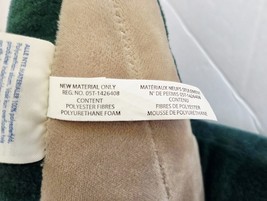 NEW MATERIAL ONLY
REG. NO. 05T-1426408
CONTENT
POLYESTER FIBRES
POLYURETHANE FOAM
MATÉRIAUX NEUFS SEULEMENT
N° DE PERMIS 05T-1426408
CONTENU
FIBRES DE POLYESTER
MOUSSE DE POLYURETHANE